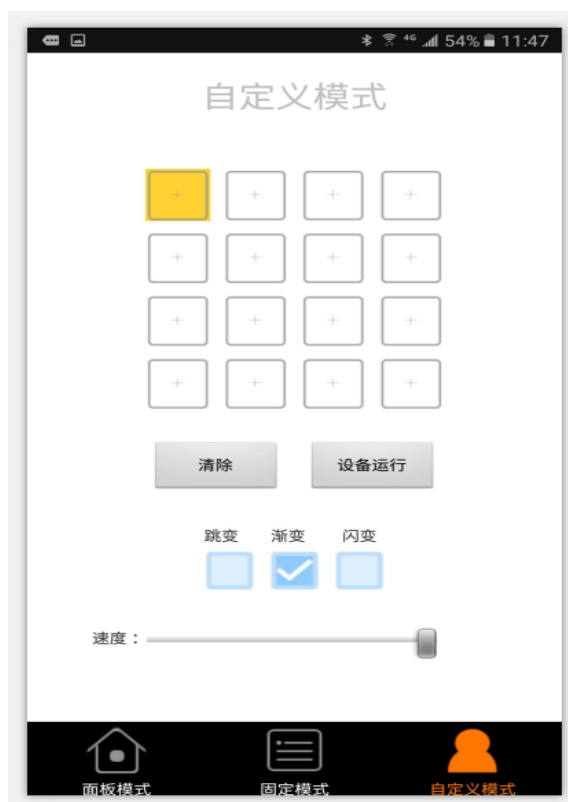 4G 54% 11:47
自定义模式
+ + + +
+ + + +
+ + + +
+ + + +
清除 设备运行
跳变 渐变 闪变
速度：
面板模式 固定模式 自定义模式